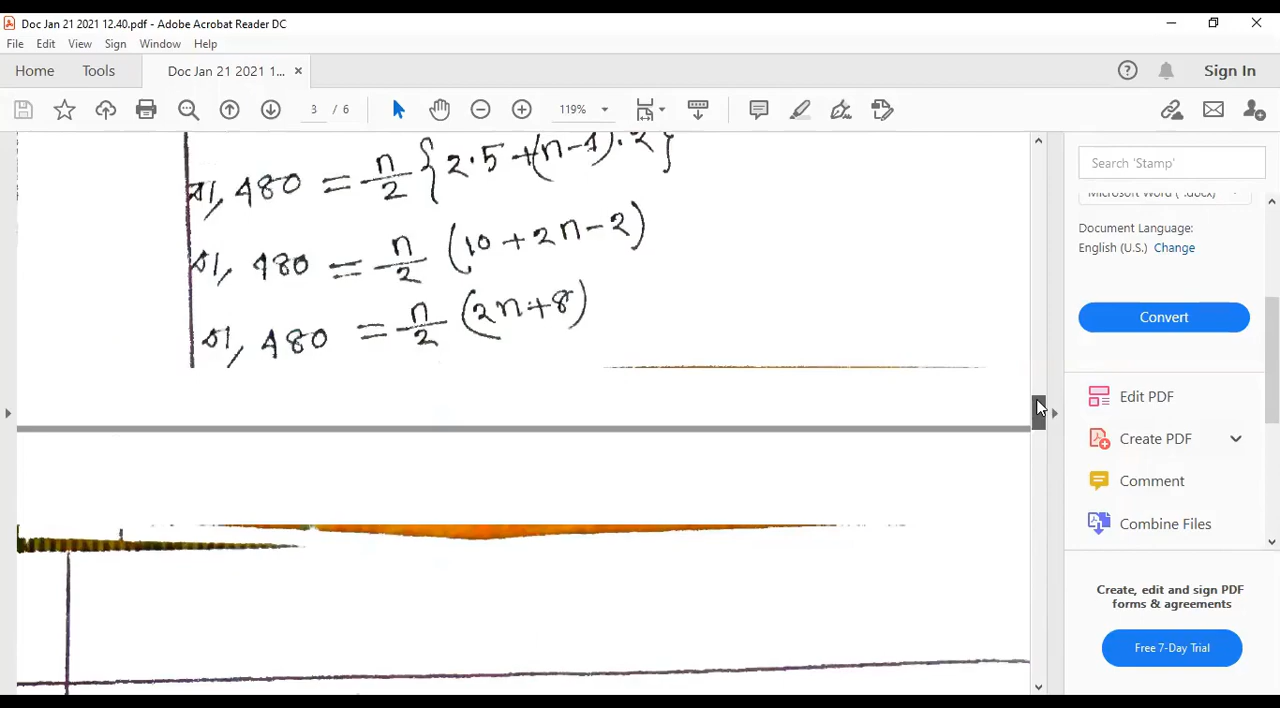 Doc Jan 21 2021 12.40.pdf - Adobe Acrobat Reader DC
File Edit View Sign Window Help
Home Tools Doc Jan 21 2021 1... × Sign In
3 / 6 119%
480 = n/2 {2·5+(n-1)·2}
480 = n/2 (10+2n-2)
480 = n/2 (2n+8)
Search 'Stamp'
Microsoft Word (*.docx)
Document Language:
English (U.S.) Change
Convert
Edit PDF
Create PDF
Comment
Combine Files
Create, edit and sign PDF
forms & agreements
Free 7-Day Trial